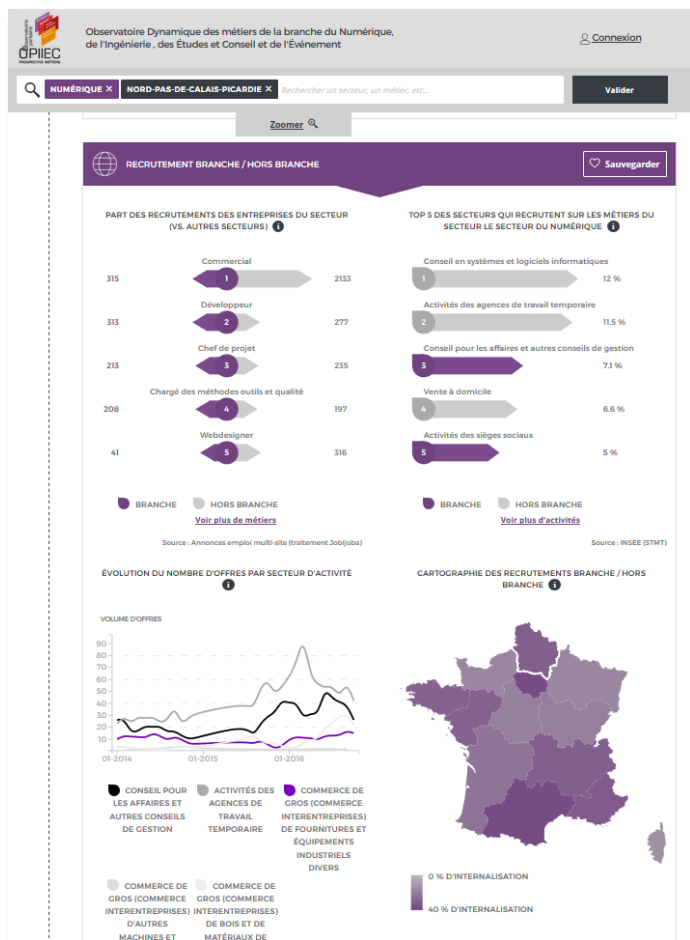 Observatoire paritaire
OPIIEC
PROSPECTIVE MÉTIERS
Observatoire Dynamique des métiers de la branche du Numérique,
de l'Ingénierie , des Études et Conseil et de l'Événement
Connexion
NUMÉRIQUE ×
NORD-PAS-DE-CALAIS-PICARDIE ×
Rechercher un secteur, un métier, etc...
Valider
Zoomer
RECRUTEMENT BRANCHE / HORS BRANCHE
Sauvegarder
PART DES RECRUTEMENTS DES ENTREPRISES DU SECTEUR
(VS. AUTRES SECTEURS) i
Commercial
315 1 2133
Développeur
313 2 277
Chef de projet
213 3 235
Chargé des méthodes outils et qualité
208 4 197
Webdesigner
41 5 316
BRANCHE HORS BRANCHE
Voir plus de métiers
Source : Annonces emploi multi-site (traitement Jobijoba)
TOP 5 DES SECTEURS QUI RECRUTENT SUR LES MÉTIERS DU
SECTEUR LE SECTEUR DU NUMÉRIQUE i
Conseil en systèmes et logiciels informatiques
1 12 %
Activités des agences de travail temporaire
2 11.5 %
Conseil pour les affaires et autres conseils de gestion
3 7.1 %
Vente à domicile
4 6.6 %
Activités des sièges sociaux
5 5 %
BRANCHE HORS BRANCHE
Voir plus d'activités
Source : INSEE (STMT)
ÉVOLUTION DU NOMBRE D'OFFRES PAR SECTEUR D'ACTIVITÉ
i
VOLUME D'OFFRES
90
80
70
60
50
40
30
20
10
01-2014 01-2015 01-2016
CONSEIL POUR
LES AFFAIRES ET
AUTRES CONSEILS
DE GESTION
ACTIVITÉS DES
AGENCES DE
TRAVAIL
TEMPORAIRE
COMMERCE DE
GROS (COMMERCE
INTERENTREPRISES)
DE FOURNITURES ET
ÉQUIPEMENTS
INDUSTRIELS
DIVERS
COMMERCE DE
GROS (COMMERCE
INTERENTREPRISES)
D'AUTRES
MACHINES ET
COMMERCE DE
GROS (COMMERCE
INTERENTREPRISES)
DE BOIS ET DE
MATÉRIAUX DE
CARTOGRAPHIE DES RECRUTEMENTS BRANCHE / HORS
BRANCHE i
0 % D'INTERNALISATION
40 % D'INTERNALISATION